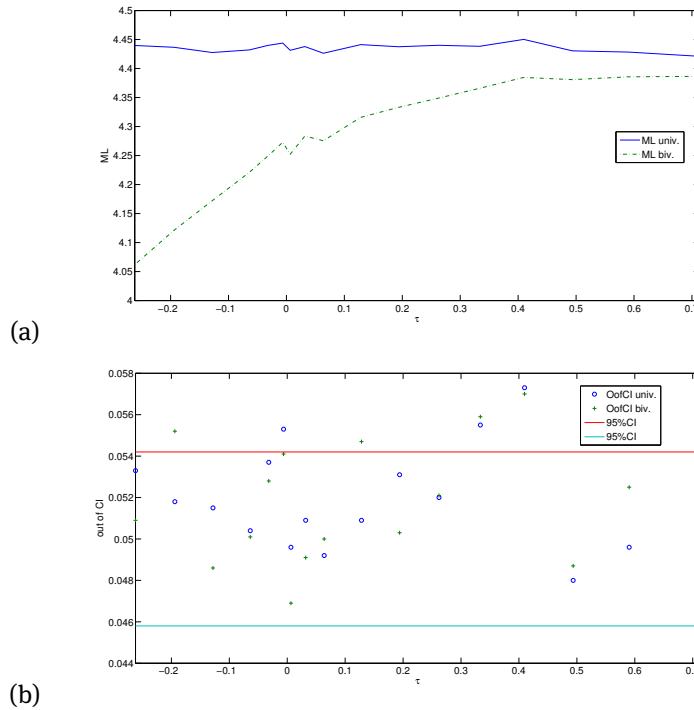 4.45
4.4
4.35
4.3
4.25
4.2
4.15
4.1
4.05
4
ML
ML univ.
ML biv.
−0.2 −0.1 0 0.1 0.2 0.3 0.4 0.5 0.6 0.7
τ
(a)
0.058
0.056
0.054
0.052
0.05
0.048
0.046
0.044
out of CI
OofCI univ.
OofCI biv.
95%CI
95%CI
−0.2 −0.1 0 0.1 0.2 0.3 0.4 0.5 0.6 0.7
τ
(b)